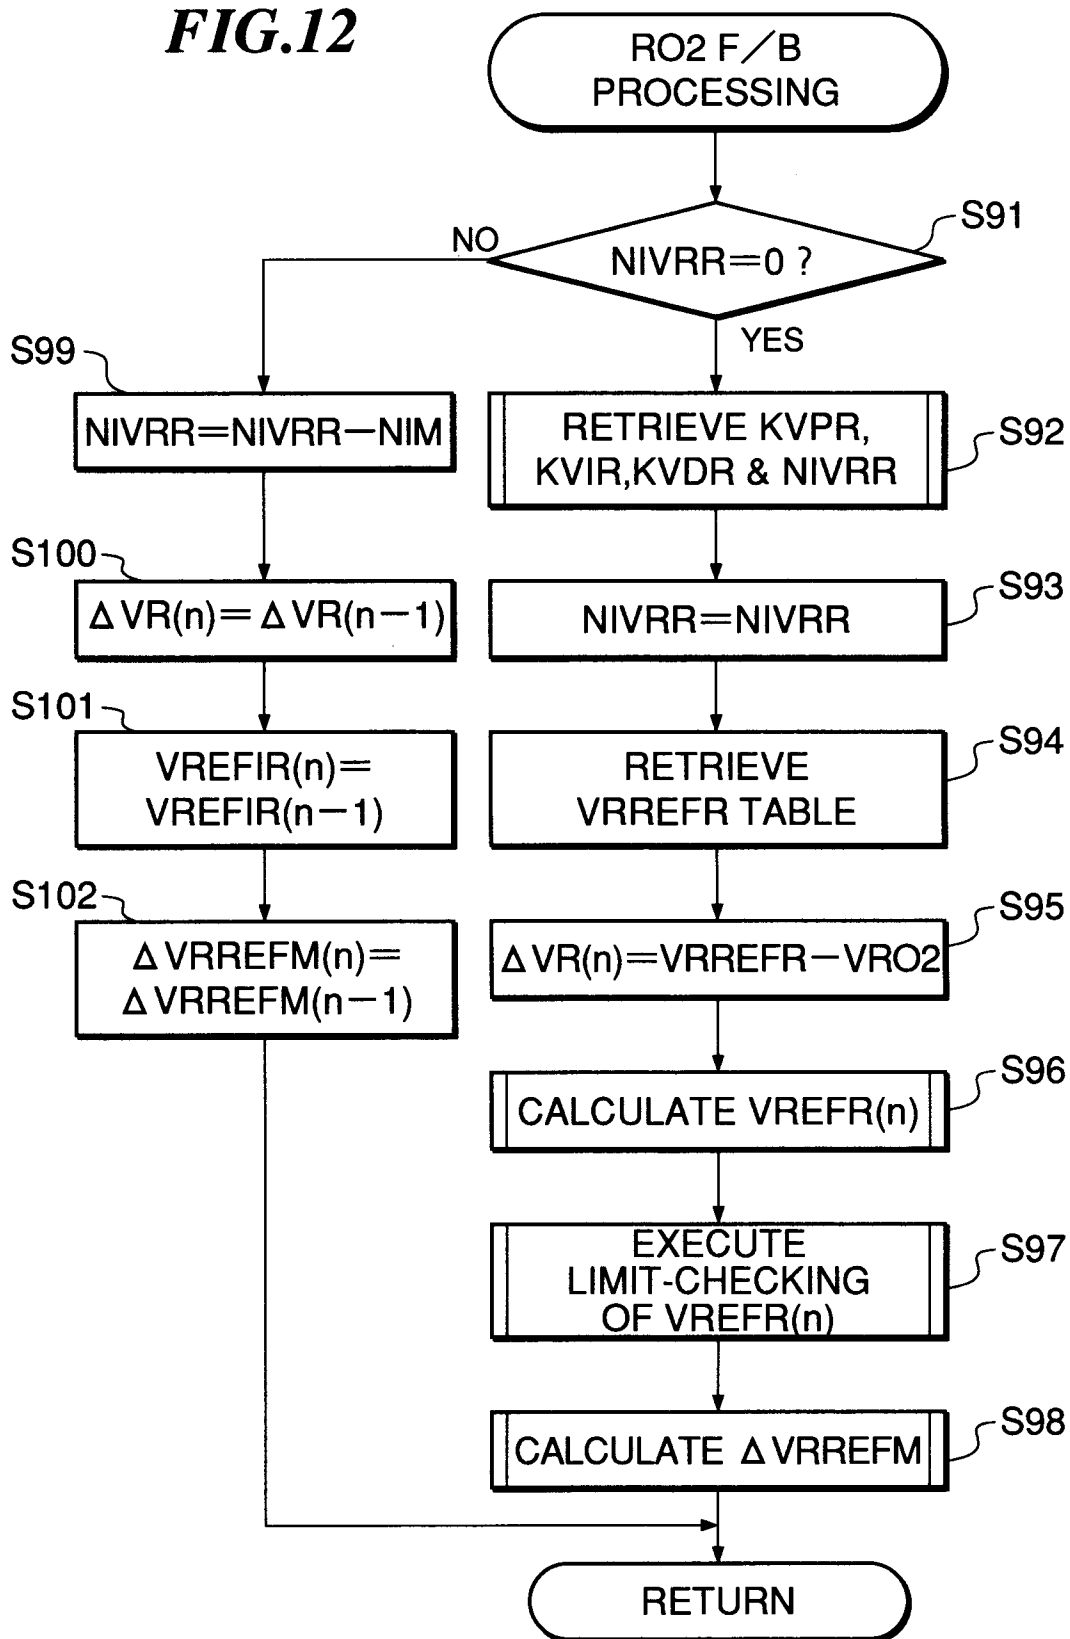 FIG.12
RO2 F/B
PROCESSING
S91
NIVRR=0 ?
NO
YES
S92
RETRIEVE KVPR,
KVIR,KVDR & NIVRR
S93
NIVRR=NIVRR
S94
RETRIEVE
VRREFR TABLE
S95
ΔVR(n)=VRREFR−VRO2
S96
CALCULATE VREFR(n)
S97
EXECUTE
LIMIT-CHECKING
OF VREFR(n)
S98
CALCULATE ΔVRREFM
S99
NIVRR=NIVRR−NIM
S100
ΔVR(n)=ΔVR(n−1)
S101
VREFIR(n)=
VREFIR(n−1)
S102
ΔVRREFM(n)=
ΔVRREFM(n−1)
RETURN